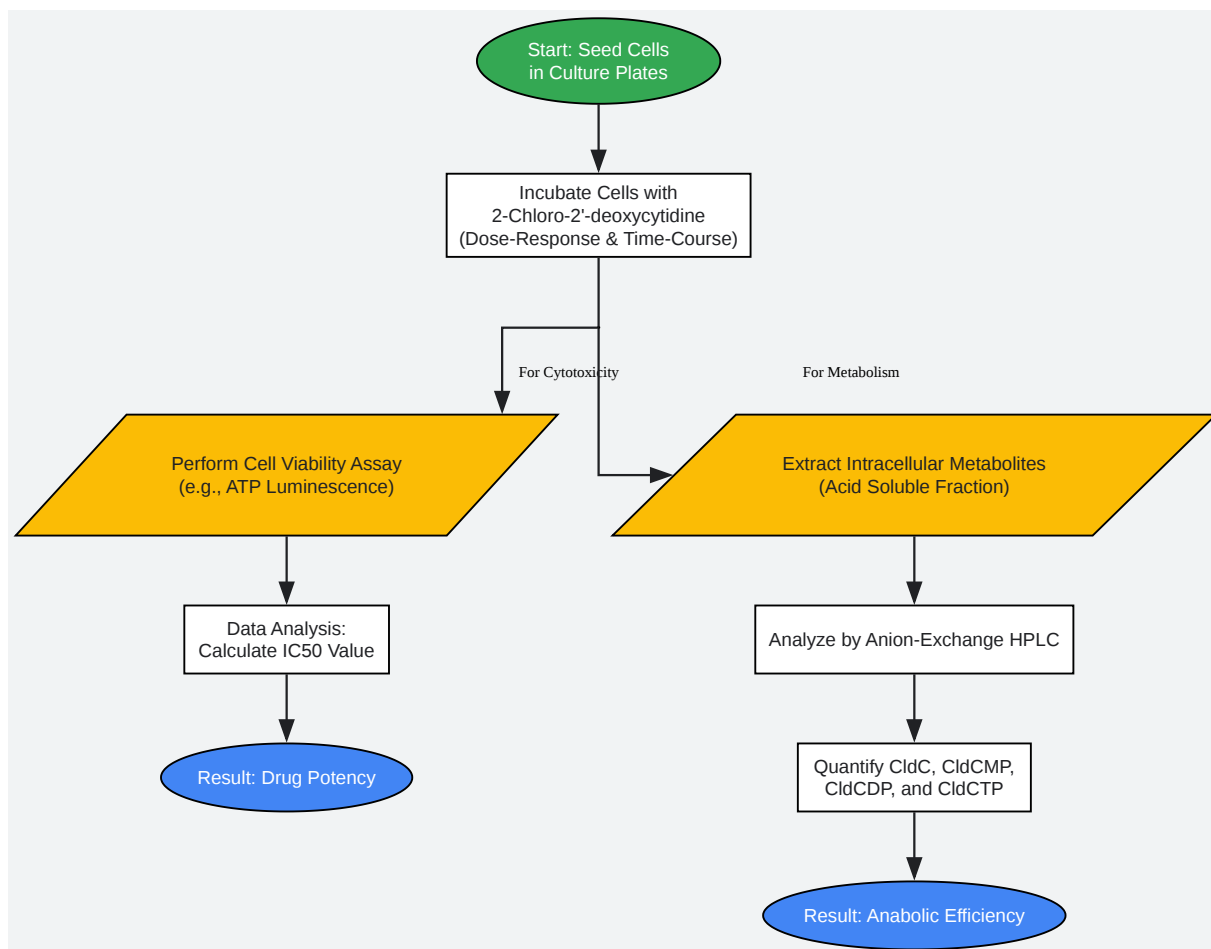 Start: Seed Cells
in Culture Plates
Incubate Cells with
2-Chloro-2'-deoxycytidine
(Dose-Response & Time-Course)
For Cytotoxicity
For Metabolism
Perform Cell Viability Assay
(e.g., ATP Luminescence)
Extract Intracellular Metabolites
(Acid Soluble Fraction)
Data Analysis:
Calculate IC50 Value
Analyze by Anion-Exchange HPLC
Result: Drug Potency
Quantify CldC, CldCMP,
CldCDP, and CldCTP
Result: Anabolic Efficiency